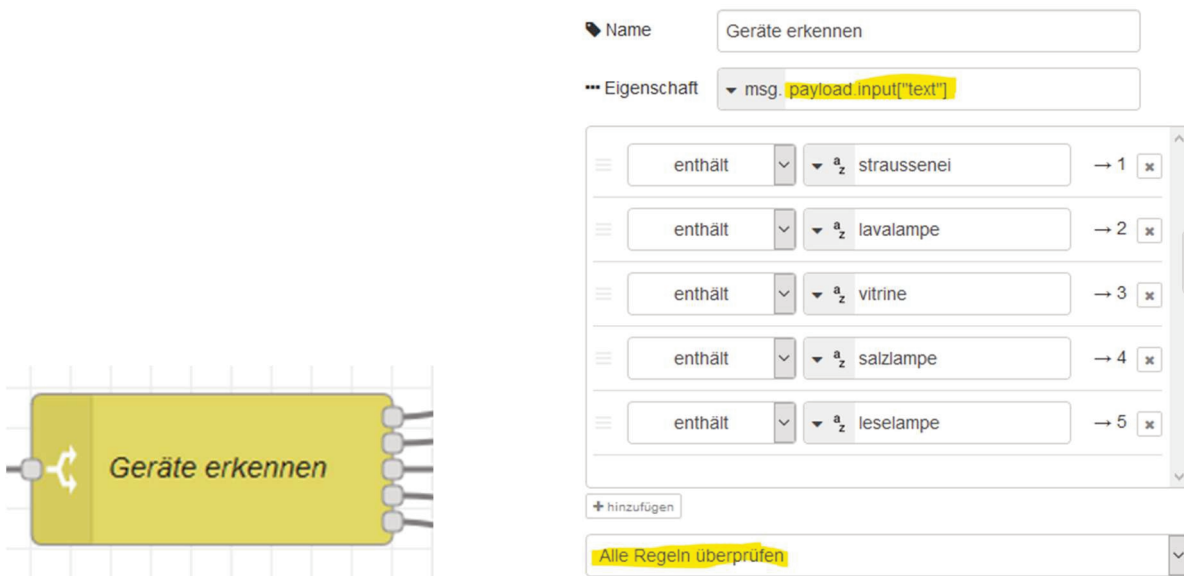 Name Geräte erkennen
Eigenschaft msg. payload.input["text"]
enthält a z straussenei → 1 x
enthält a z lavalampe → 2 x
enthält a z vitrine → 3 x
enthält a z salzlampe → 4 x
enthält a z leselampe → 5 x
+ hinzufügen
Alle Regeln überprüfen
Geräte erkennen